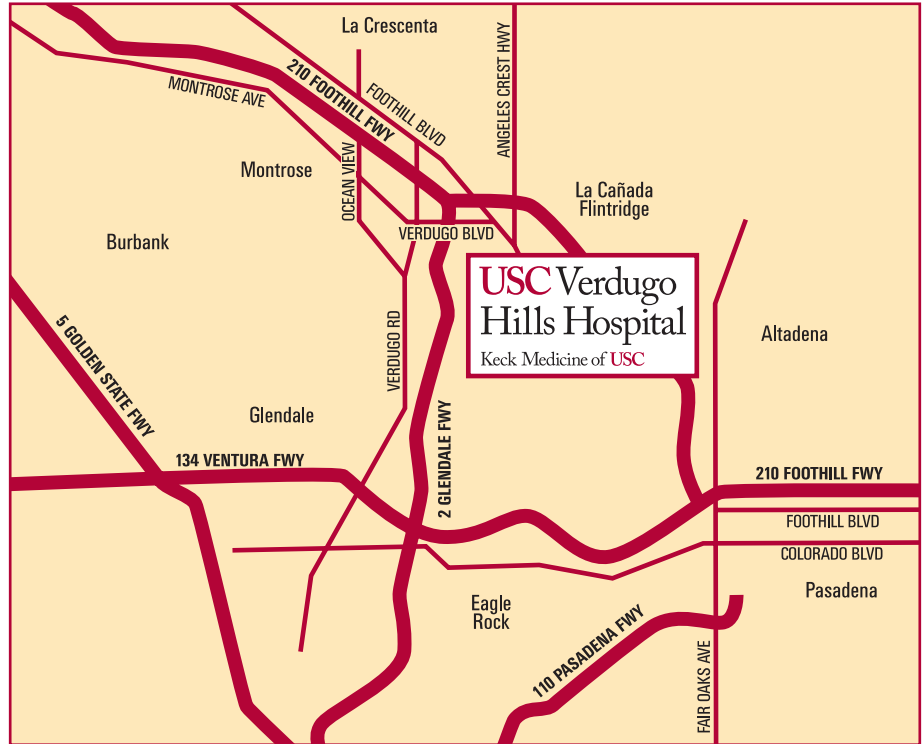 La Crescenta
ANGELES CREST HWY
210 FOOTHILL FWY
FOOTHILL BLVD
MONTROSE AVE
Montrose
OCEAN VIEW
La Cañada
Flintridge
VERDUGO BLVD
Burbank
USC Verdugo
Hills Hospital
Keck Medicine of USC
5 GOLDEN STATE FWY
VERDUGO RD
Altadena
Glendale
2 GLENDALE FWY
134 VENTURA FWY
210 FOOTHILL FWY
FOOTHILL BLVD
COLORADO BLVD
Pasadena
Eagle
Rock
110 PASADENA FWY
FAIR OAKS AVE